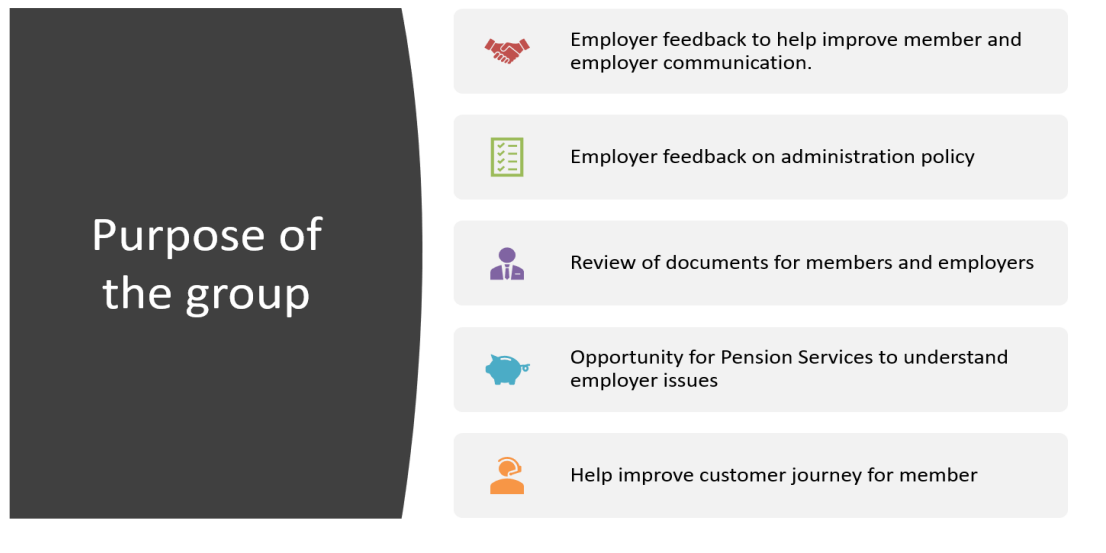 Purpose of
the group
Employer feedback to help improve member and
employer communication.
Employer feedback on administration policy
Review of documents for members and employers
Opportunity for Pension Services to understand
employer issues
Help improve customer journey for member